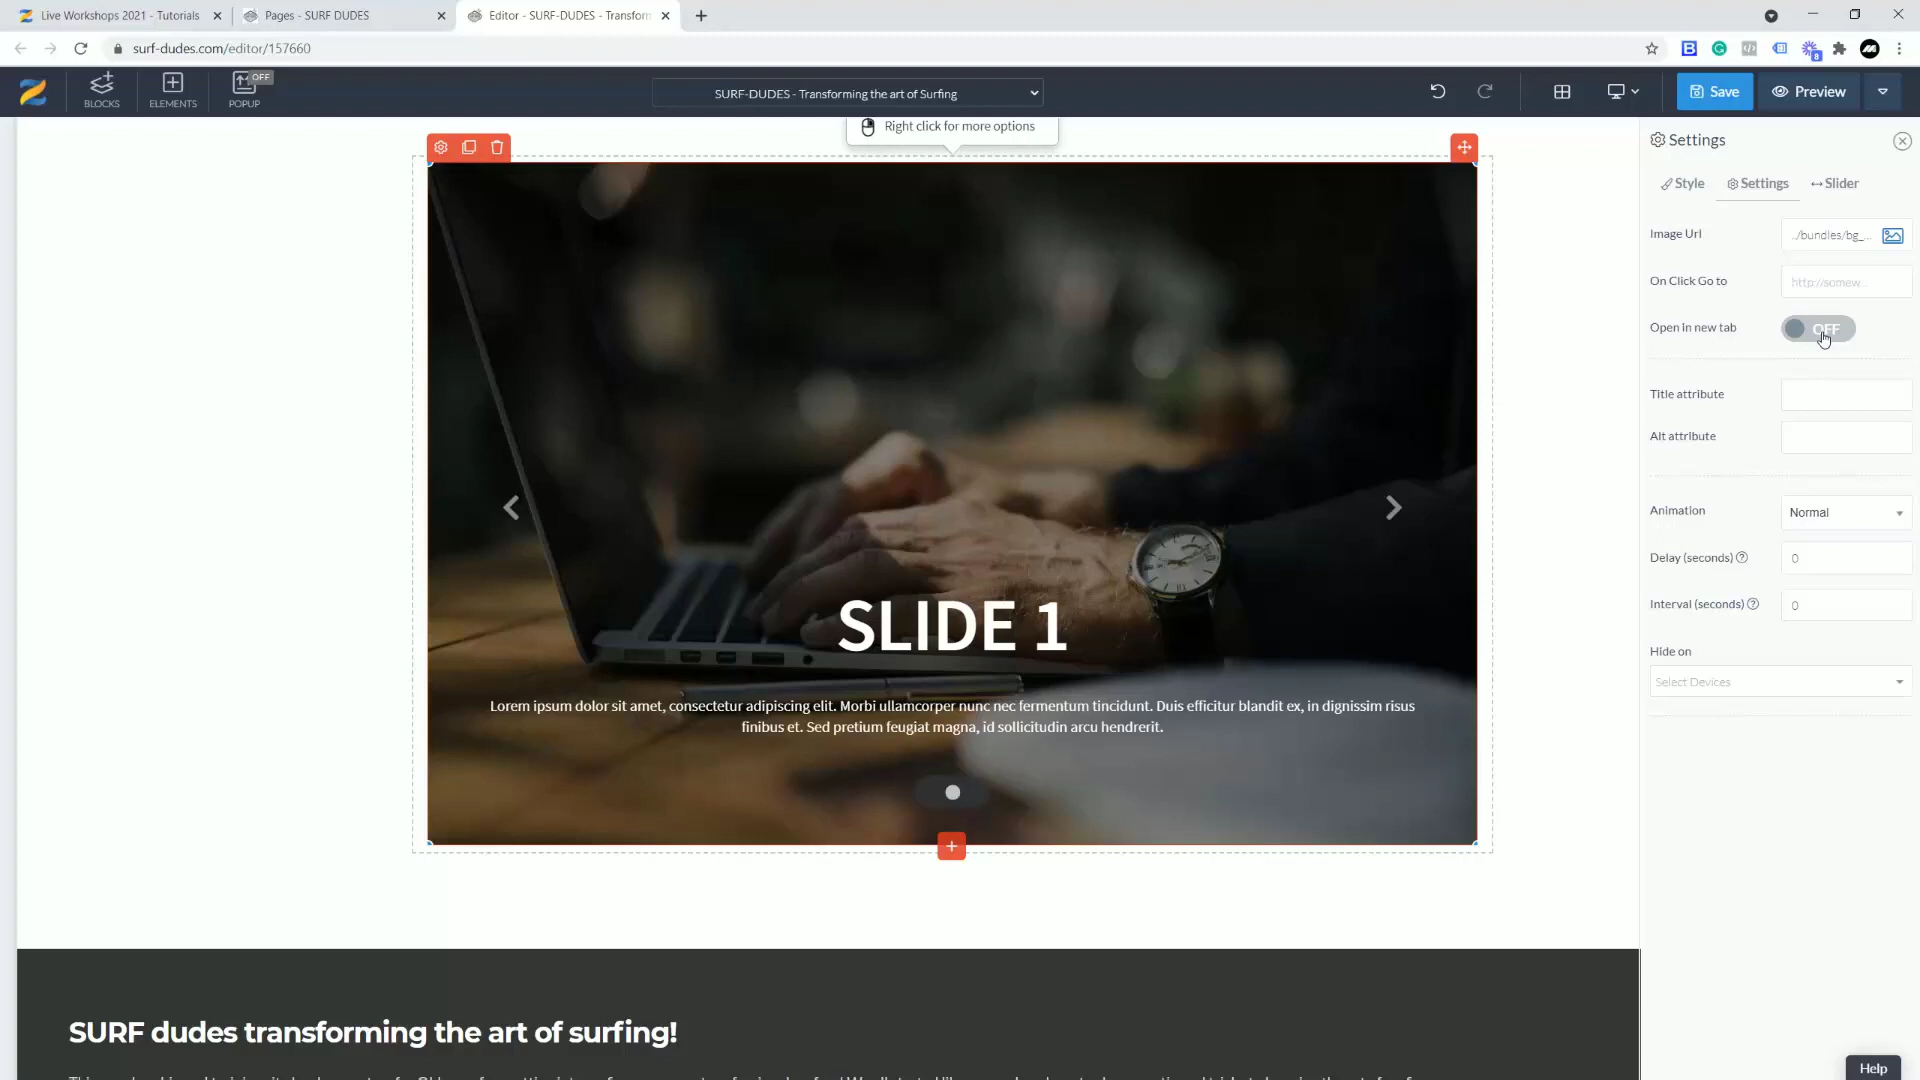 Live Workshops 2021 - Tutorials
Pages - SURF DUDES
Editor - SURF-DUDES - Transform
surf-dudes.com/editor/157660
8
BLOCKS
ELEMENTS
OFF
POPUP
SURF-DUDES - Transforming the art of Surfing
Save
Preview
Right click for more options
Settings
Style
Settings
Slider
Image Url
../bundles/bg_...
On Click Go to
http://somew...
Open in new tab
OFF
Title attribute
Alt attribute
Animation
Normal
Delay (seconds)
0
Interval (seconds)
0
Hide on
Select Devices
SLIDE 1
Lorem ipsum dolor sit amet, consectetur adipiscing elit. Morbi ullamcorper nunc nec fermentum tincidunt. Duis efficitur blandit ex, in dignissim risus
finibus et. Sed pretium feugiat magna, id sollicitudin arcu hendrerit.
SURF dudes transforming the art of surfing!
Help